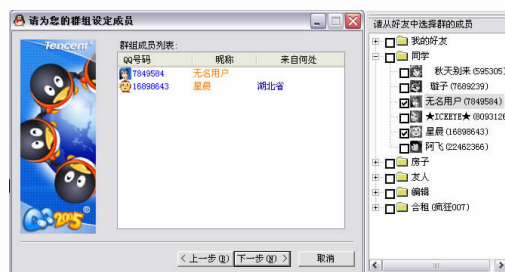 请为您的群组设定成员
Tencent
群组成员列表:
QQ号码 昵称 来自何处
7849584 无名用户
16898643 星晨 湖北省
QQ2005
< 上一步(B) 下一步(N) > 取消
请从好友中选择群的成员
我的好友
同学
秋天别来(595305)
璇子(7689239)
无名用户(7849584)
★ICEEYE★(8093126
星晨(16898643)
阿飞(22462366)
房子
友人
编辑
合租(疯狂007)